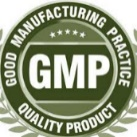 GOOD MANUFACTURING PRACTICE
GMP
QUALITY PRODUCT